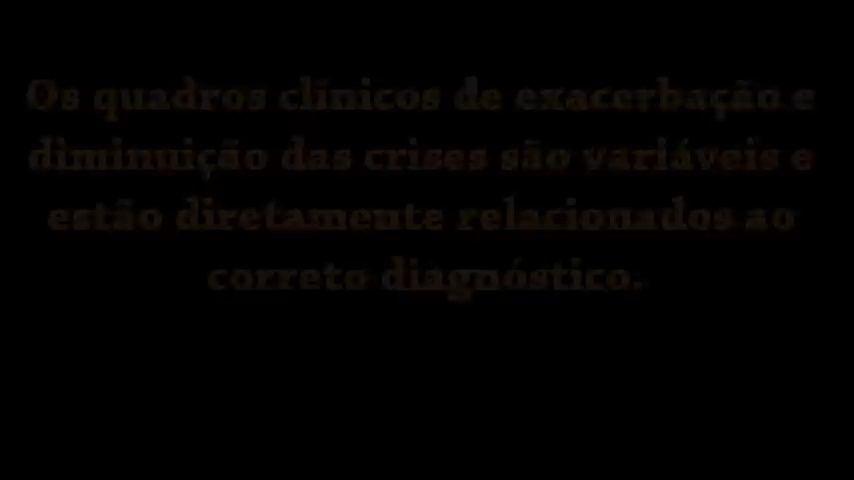 Os quadros clínicos de exacerbação e
diminuição das crises são variáveis e
estão diretamente relacionados ao
correto diagnóstico.